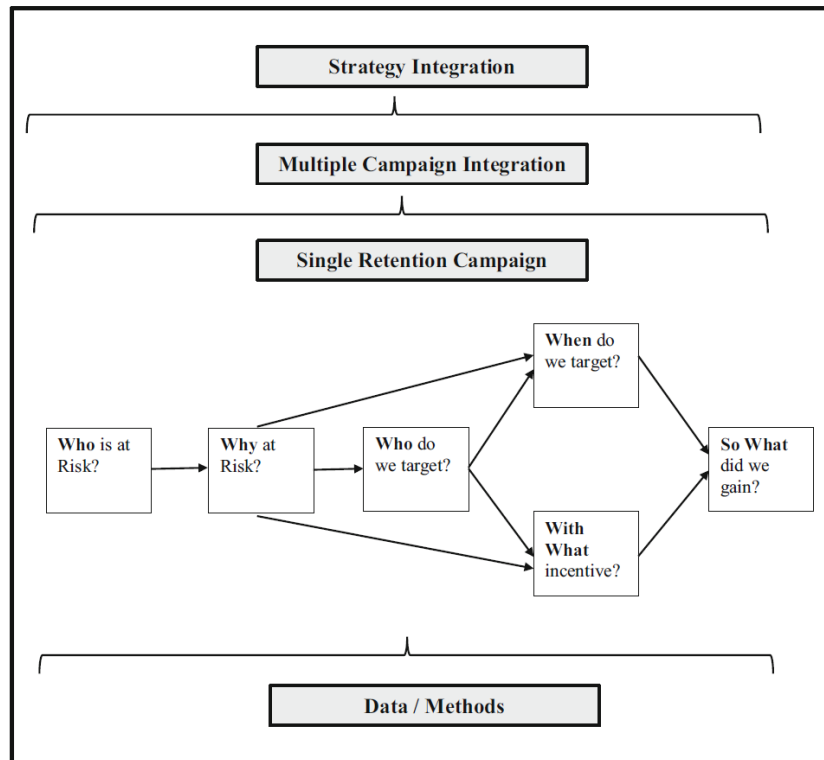 Strategy Integration
Multiple Campaign Integration
Single Retention Campaign
When do
we target?
Who is at
Risk?
Why at
Risk?
Who do
we target?
So What
did we
gain?
With
What
incentive?
Data / Methods